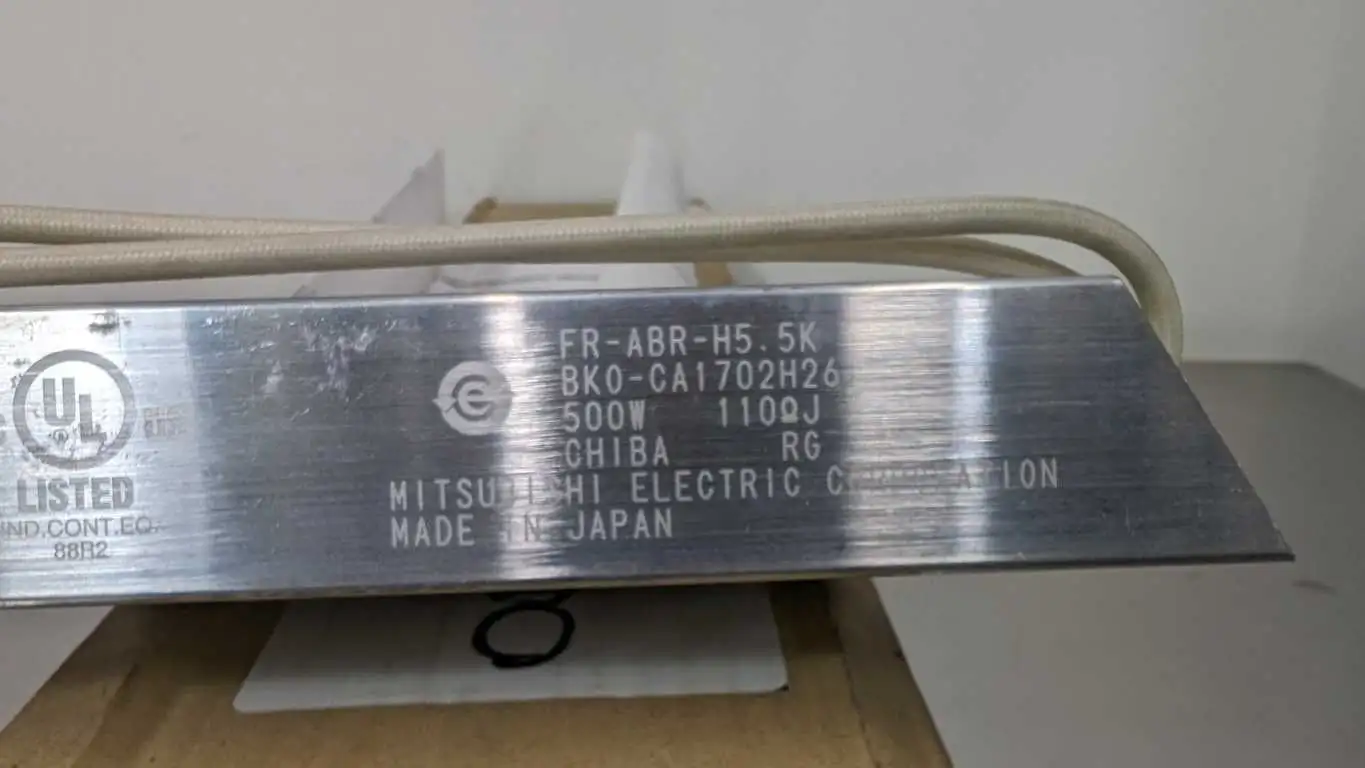 FR-ABR-H5.5K
BKO-CA1702H26
500W 110ΩJ
CHIBA RG
MITSUBISHI ELECTRIC CORPORATION
MADE IN JAPAN
UL
LISTED
IND.CONT.EQ.
88R2